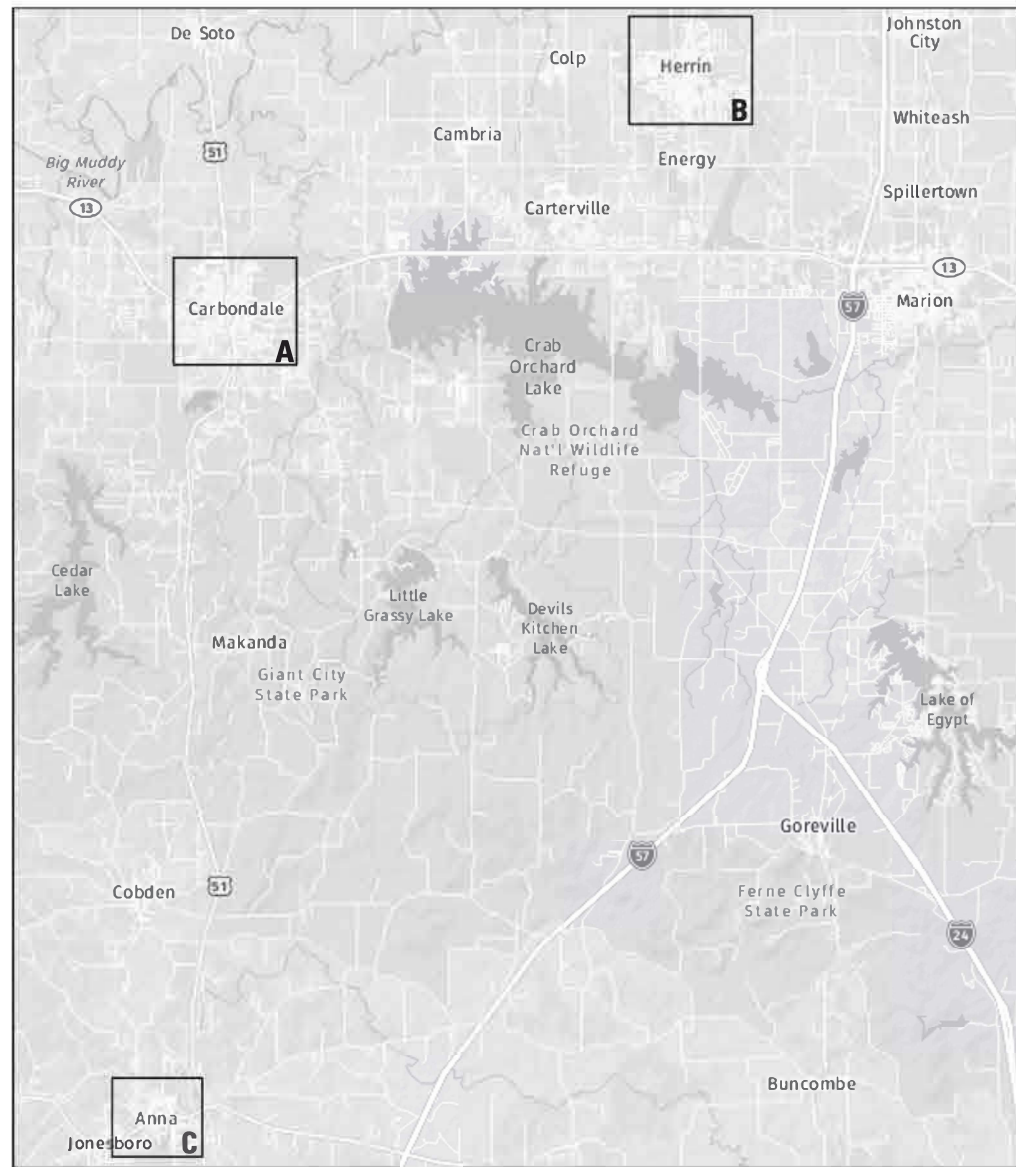 De Soto
Colp
Herrin
B
Johnston
City
Whiteash
Cambria
51
Energy
Big Muddy
River
13
Spillertown
Carterville
13
Carbondale
A
57
Marion
Crab
Orchard
Lake
Crab Orchard
Nat'l Wildlife
Refuge
Cedar
Lake
Little
Grassy Lake
Devils
Kitchen
Lake
Makanda
Giant City
State Park
Lake of
Egypt
Goreville
57
Cobden
51
Ferne Clyffe
State Park
24
Buncombe
Anna
Jonesboro
C